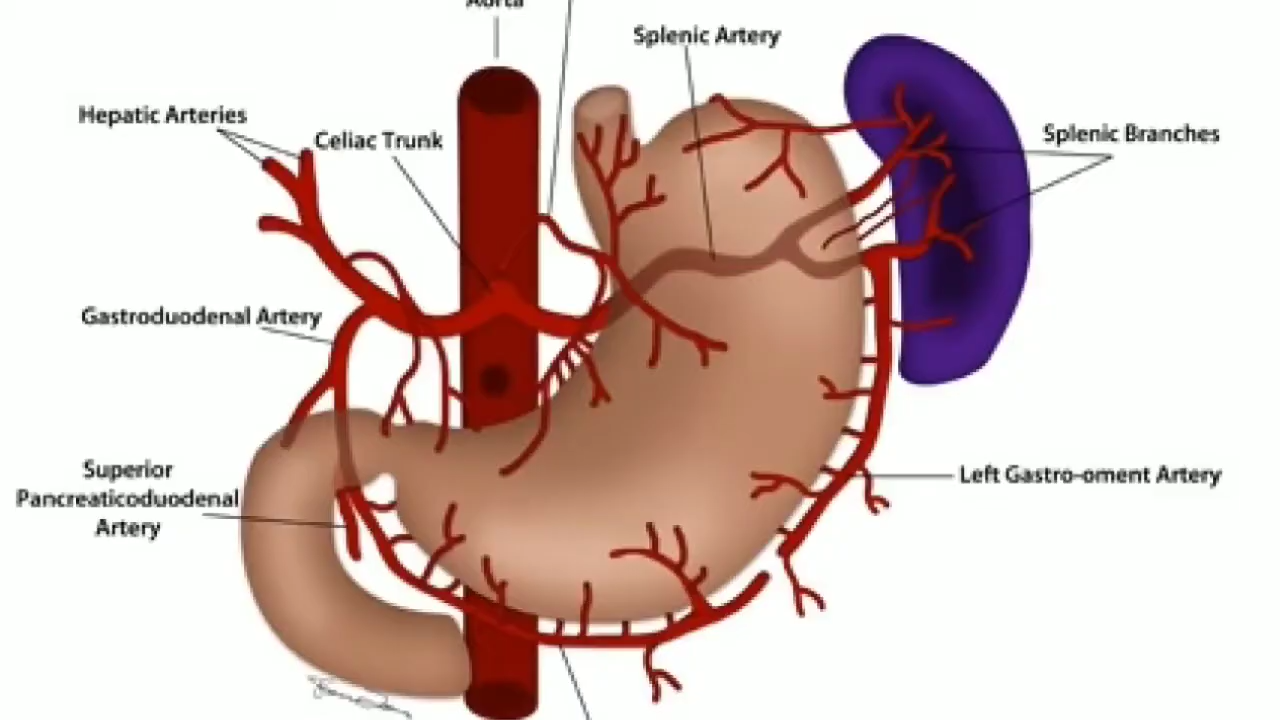 Aorta
Splenic Artery
Hepatic Arteries
Celiac Trunk
Splenic Branches
Gastroduodenal Artery
Superior
Pancreaticoduodenal
Artery
Left Gastro-oment Artery